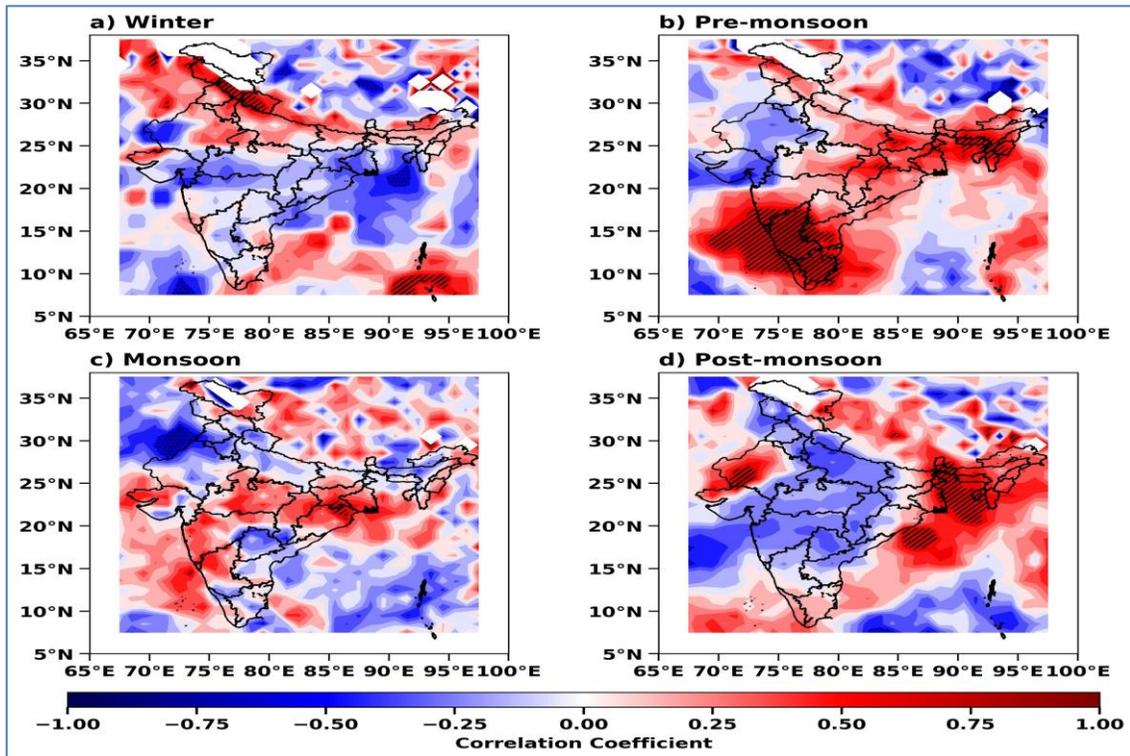 a) Winter
b) Pre-monsoon
35°N
30°N
25°N
20°N
15°N
10°N
5°N
65°E 70°E 75°E 80°E 85°E 90°E 95°E 100°E
35°N
30°N
25°N
20°N
15°N
10°N
5°N
65°E 70°E 75°E 80°E 85°E 90°E 95°E 100°E
c) Monsoon
d) Post-monsoon
35°N
30°N
25°N
20°N
15°N
10°N
5°N
65°E 70°E 75°E 80°E 85°E 90°E 95°E 100°E
35°N
30°N
25°N
20°N
15°N
10°N
5°N
65°E 70°E 75°E 80°E 85°E 90°E 95°E 100°E
−1.00 −0.75 −0.50 −0.25 0.00 0.25 0.50 0.75 1.00
Correlation Coefficient